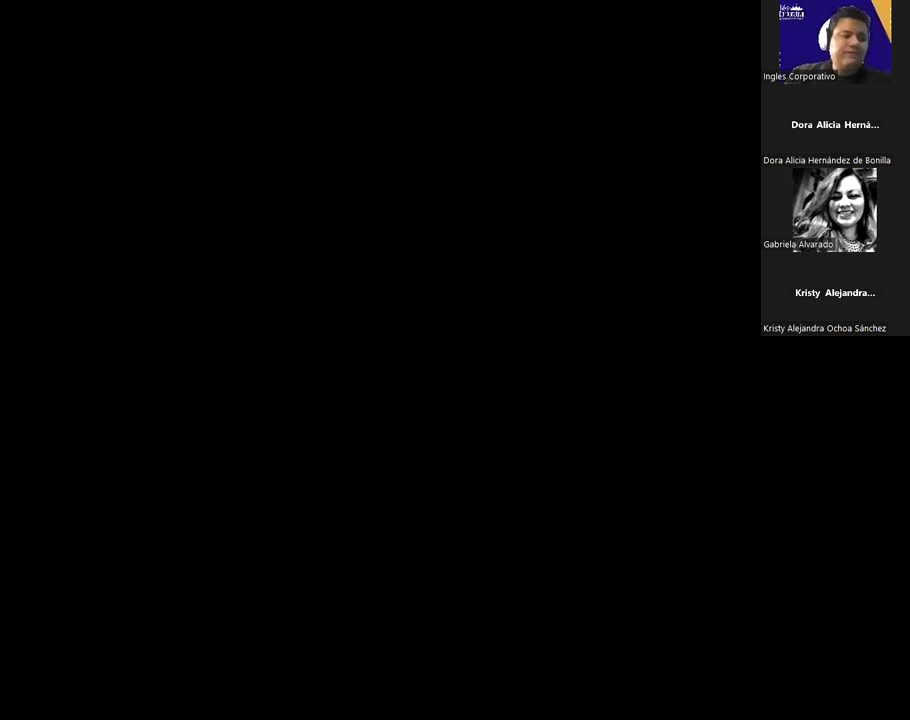 Ingles Corporativo
Dora Alicia Herná...
Dora Alicia Hernández de Bonilla
Gabriela Alvarado
Kristy Alejandra...
Kristy Alejandra Ochoa Sánchez